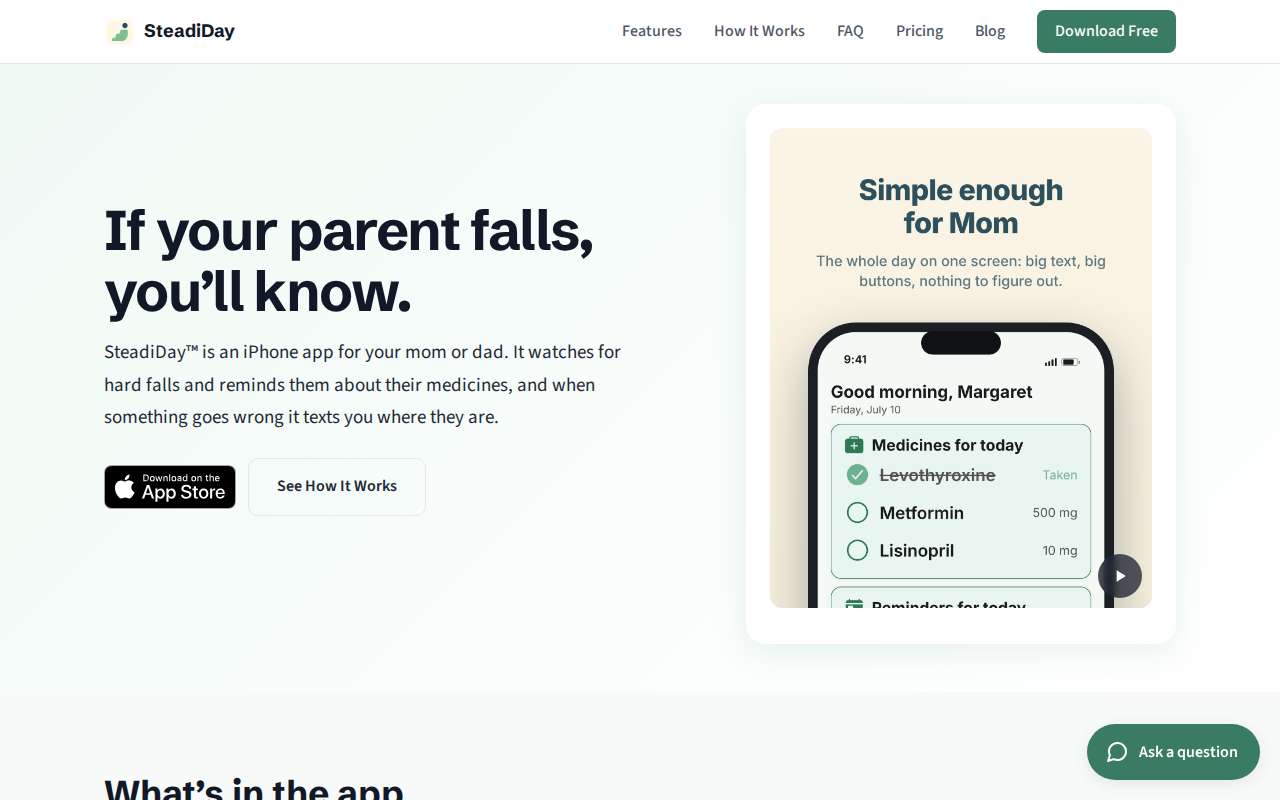 SteadiDay
Features
How It Works
FAQ
Pricing
Blog
Download Free
If your parent falls,
you’ll know.
SteadiDay™ is an iPhone app for your mom or dad. It watches for
hard falls and reminds them about their medicines, and when
something goes wrong it texts you where they are.
Download on the
App Store
See How It Works
Simple enough
for Mom
The whole day on one screen: big text, big
buttons, nothing to figure out.
9:41
Good morning, Margaret
Friday, July 10
Medicines for today
Levothyroxine Taken
Metformin 500 mg
Lisinopril 10 mg
Reminders for today
What’s in the app
Ask a question